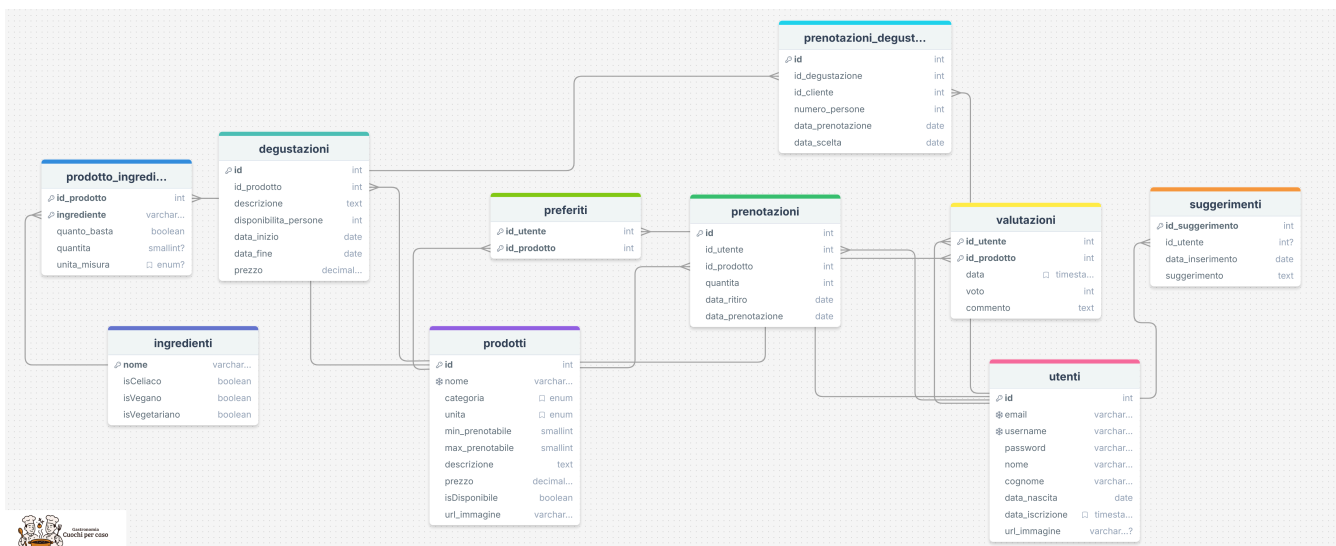 prenotazioni_degust...
id int
id_degustazione int
id_cliente int
numero_persone int
data_prenotazione date
data_scelta date
degustazioni
id int
id_prodotto int
descrizione text
disponibilita_persone int
data_inizio date
data_fine date
prezzo decimal...
prodotto_ingredi...
id_prodotto int
ingrediente varchar...
quanto_basta boolean
quantita smallint?
unita_misura enum?
preferiti
id_utente int
id_prodotto int
prenotazioni
id int
id_utente int
id_prodotto int
quantita int
data_ritiro date
data_prenotazione date
valutazioni
id_utente int
id_prodotto int
data timesta...
voto int
commento text
suggerimenti
id_suggerimento int
id_utente int?
data_inserimento date
suggerimento text
ingredienti
nome varchar...
isCeliaco boolean
isVegano boolean
isVegetariano boolean
prodotti
id int
nome varchar...
categoria enum
unita enum
min_prenotabile smallint
max_prenotabile smallint
descrizione text
prezzo decimal...
isDisponibile boolean
url_immagine varchar...
utenti
id int
email varchar...
username varchar...
password varchar...
nome varchar...
cognome varchar...
data_nascita date
data_iscrizione timesta...
url_immagine varchar...?
Gastronomia
Cuochi per caso